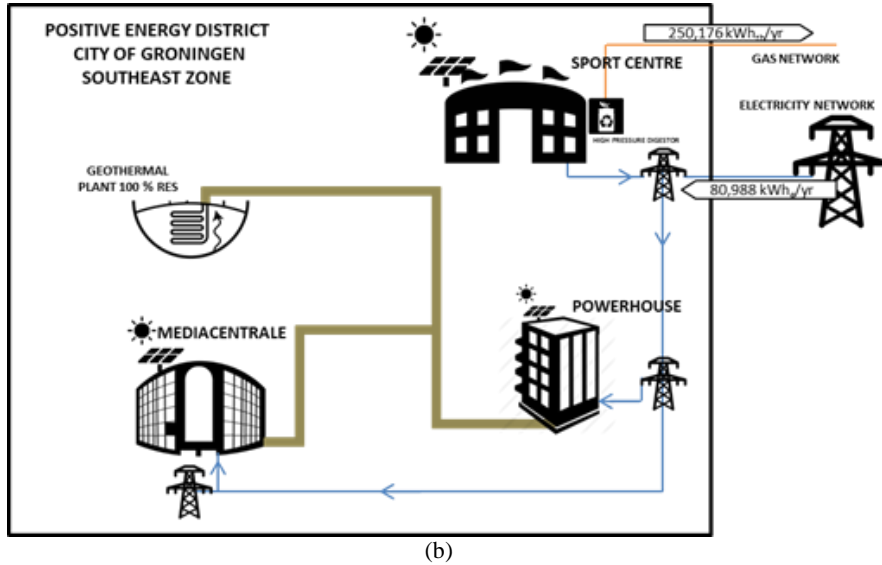 POSITIVE ENERGY DISTRICT
CITY OF GRONINGEN
SOUTHEAST ZONE
250,176 kWh /yr
SPORT CENTRE
GAS NETWORK
ELECTRICITY NETWORK
HIGH PRESSURE DIGESTOR
GEOTHERMAL
PLANT 100 % RES
80,988 kWh /yr
POWERHOUSE
MEDIACENTRALE
(b)